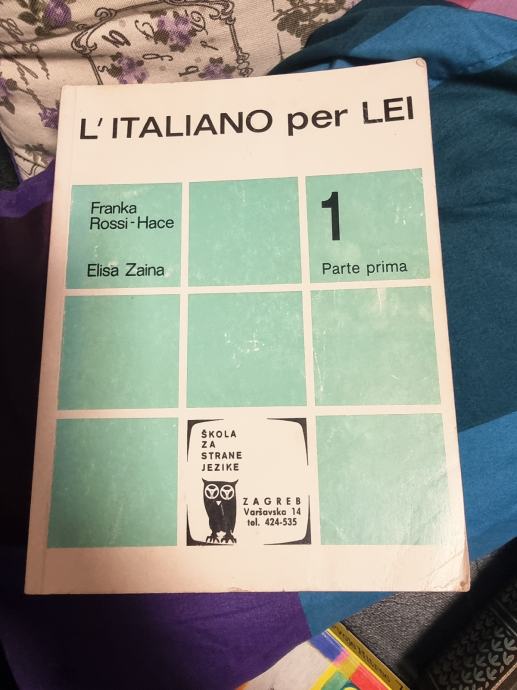 L'ITALIANO per LEI
Franka
Rossi-Hace
Elisa Zaina
1
Parte prima
ŠKOLA
ZA
STRANE
JEZIKE
ZAGREB
Varšavska 14
tel. 424-535